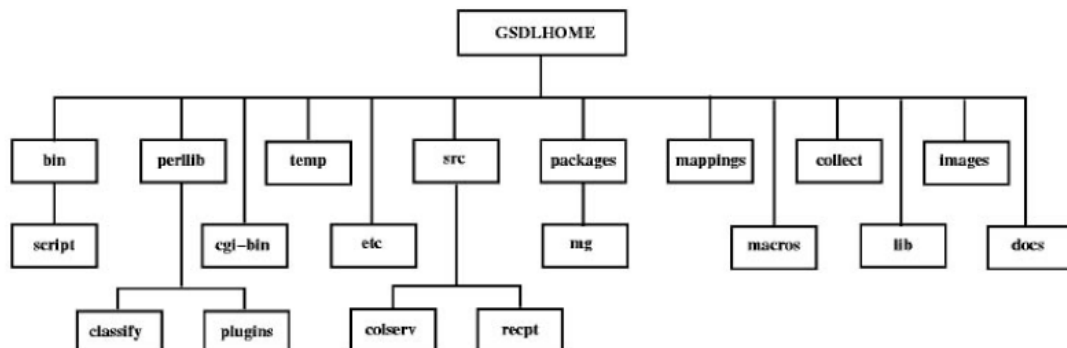 GSDLHOME
bin
perllib
temp
src
packages
mappings
collect
images
script
cgi-bin
etc
mg
macros
lib
docs
classify
plugins
colserv
recpt